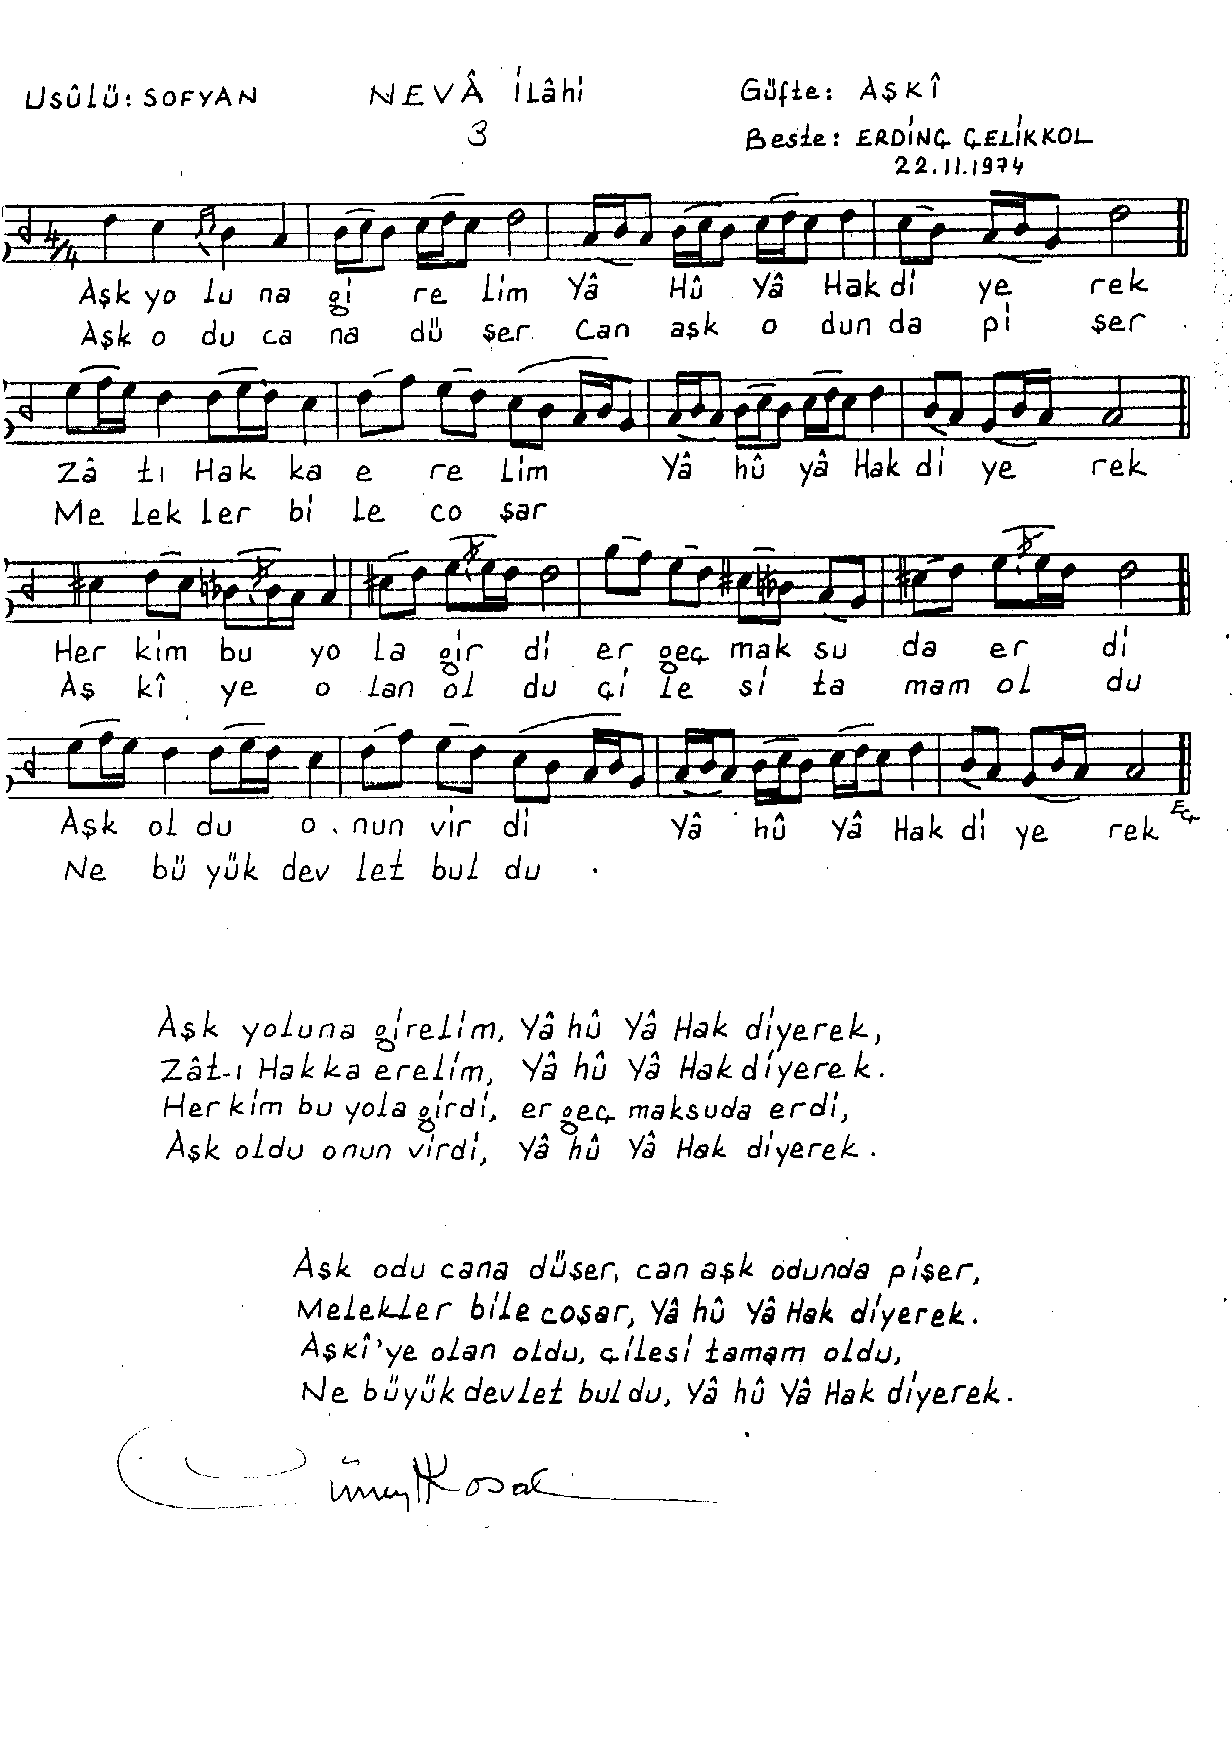 Usûlü: SOFYAN NEVÂ İLâhi Güfte: AŞKÎ
3 Beste: ERDİNÇ ÇELİKKOL
22.11.1974
4/4
Aşk yo lu na gi re lim Yâ Hû Yâ Hak di ye rek
Aşk o du ca na dü şer Can aşk o dun da pi şer
Zâ tı Hak ka e re lim Yâ hû yâ Hak di ye rek
Me lek ler bi le co şar
Her kim bu yo la gir di er geç mak su da er di
Aş kî ye o lan ol du çi le si ta mam ol du
Aşk ol du o nun vir di Yâ hû Yâ Hak di ye rek
Ne bü yük dev let bul du
Aşk yoluna girelim, Yâ hû Yâ Hak diyerek,
Zât-ı Hakka erelim, Yâ hû Yâ Hak diyerek.
Her kim bu yola girdi, er geç maksuda erdi,
Aşk oldu onun virdi, Yâ hû Yâ Hak diyerek.
Aşk odu cana düşer, can aşk odunda pişer,
Melekler bile coşar, Yâ hû Yâ Hak diyerek.
Aşkî'ye olan oldu, çilesi tamam oldu,
Ne büyük devlet buldu, Yâ hû Yâ Hak diyerek.
Cüneyt Kosal